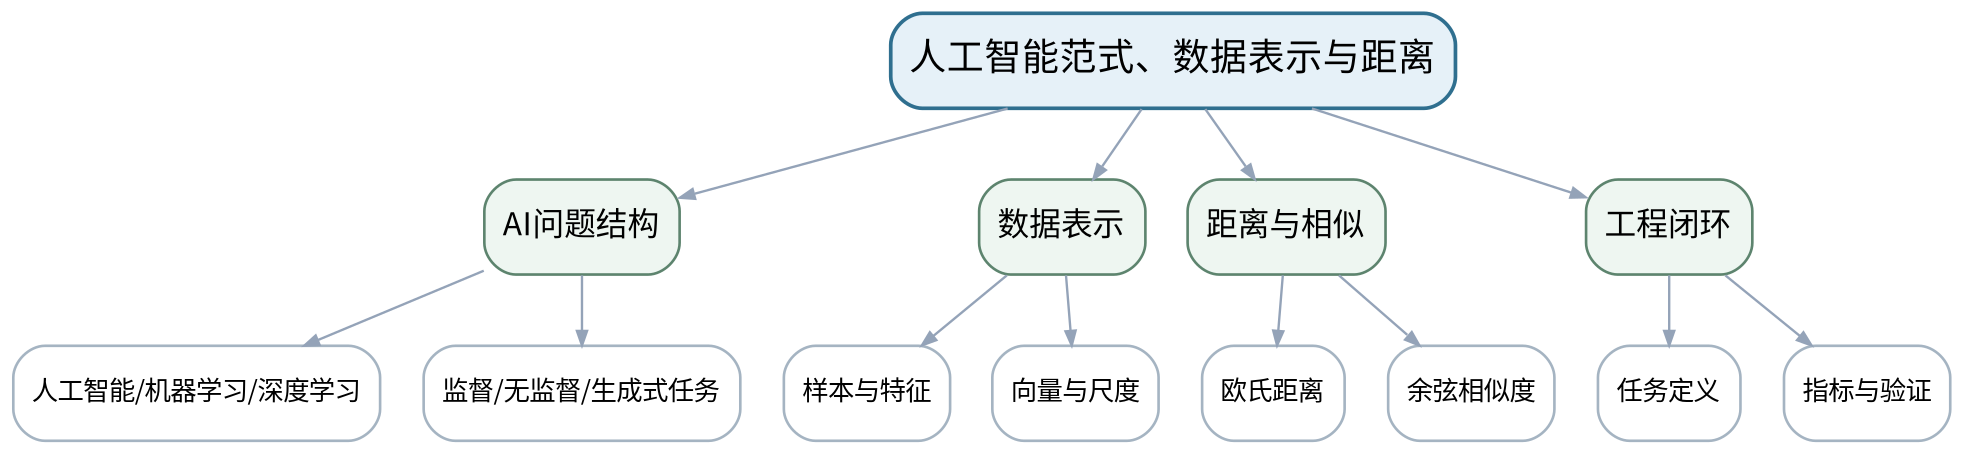 人工智能范式、数据表示与距离
AI问题结构
数据表示
距离与相似
工程闭环
人工智能/机器学习/深度学习
监督/无监督/生成式任务
样本与特征
向量与尺度
欧氏距离
余弦相似度
任务定义
指标与验证